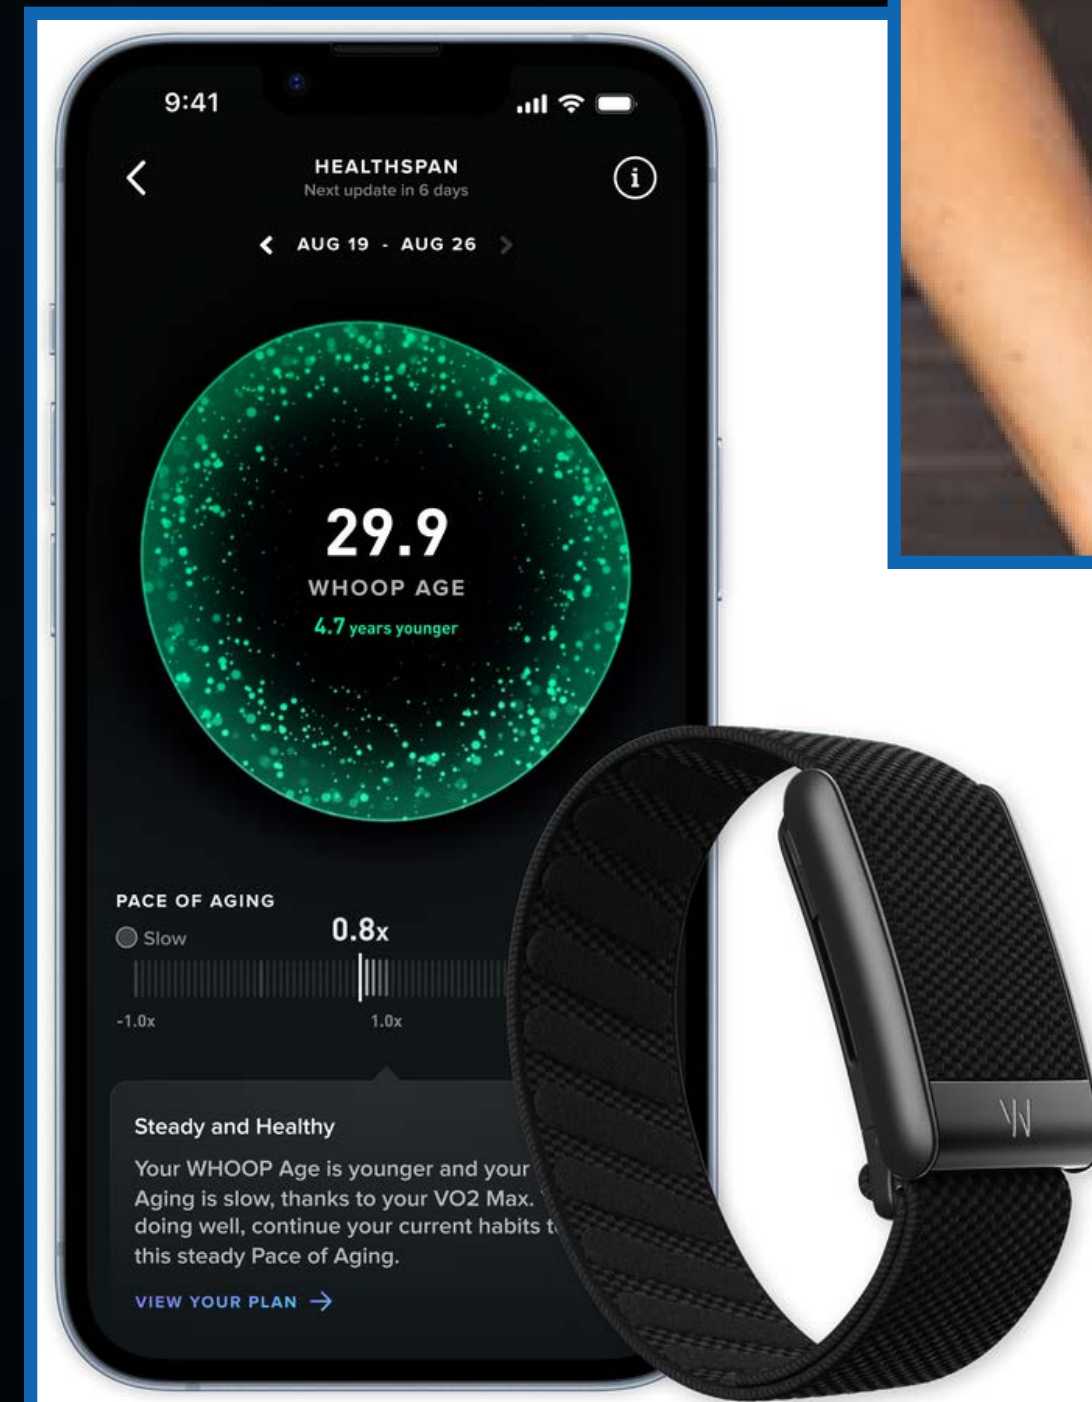 9:41
HEALTHSPAN
Next update in 6 days
AUG 19 - AUG 26
29.9
WHOOP AGE
4.7 years younger
PACE OF AGING
Slow
0.8x
-1.0x
1.0x
Steady and Healthy
Your WHOOP Age is younger and your
Aging is slow, thanks to your VO2 Max.
doing well, continue your current habits
this steady Pace of Aging.
VIEW YOUR PLAN